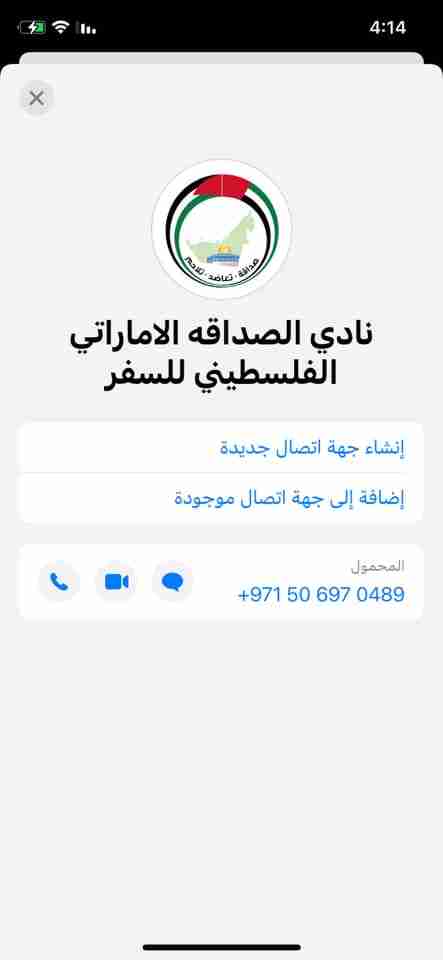 4:14
صداقة · تعاضد · تلاحم
نادي الصداقه الاماراتي
الفلسطيني للسفر
إنشاء جهة اتصال جديدة
إضافة إلى جهة اتصال موجودة
المحمول
+971 50 697 0489